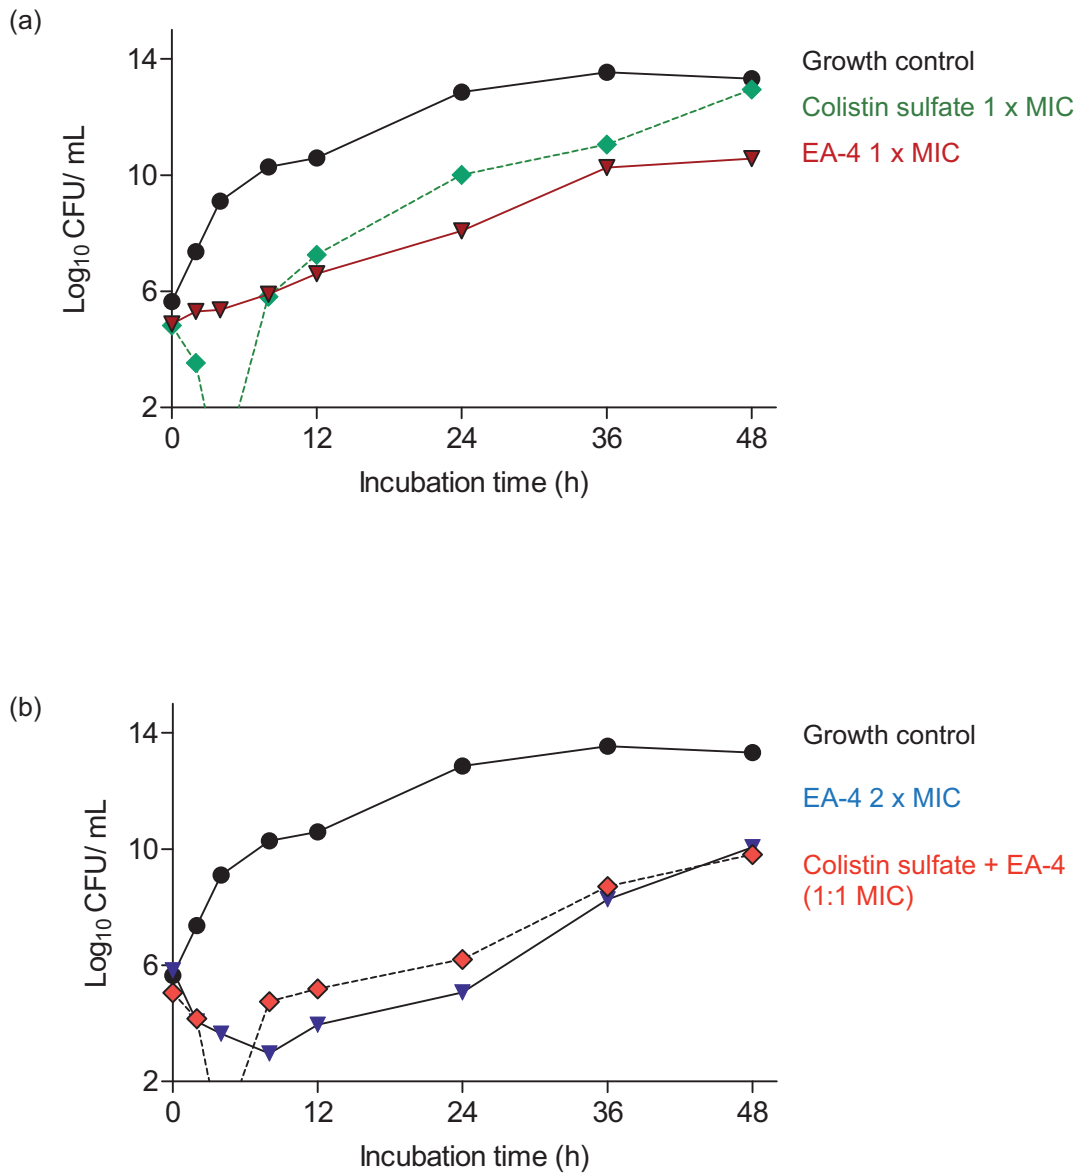 (a)
14
10
6
2
Log10 CFU/ mL
0 12 24 36 48
Incubation time (h)
Growth control
Colistin sulfate 1 x MIC
EA-4 1 x MIC
(b)
14
10
6
2
Log10 CFU/ mL
0 12 24 36 48
Incubation time (h)
Growth control
EA-4 2 x MIC
Colistin sulfate + EA-4
(1:1 MIC)